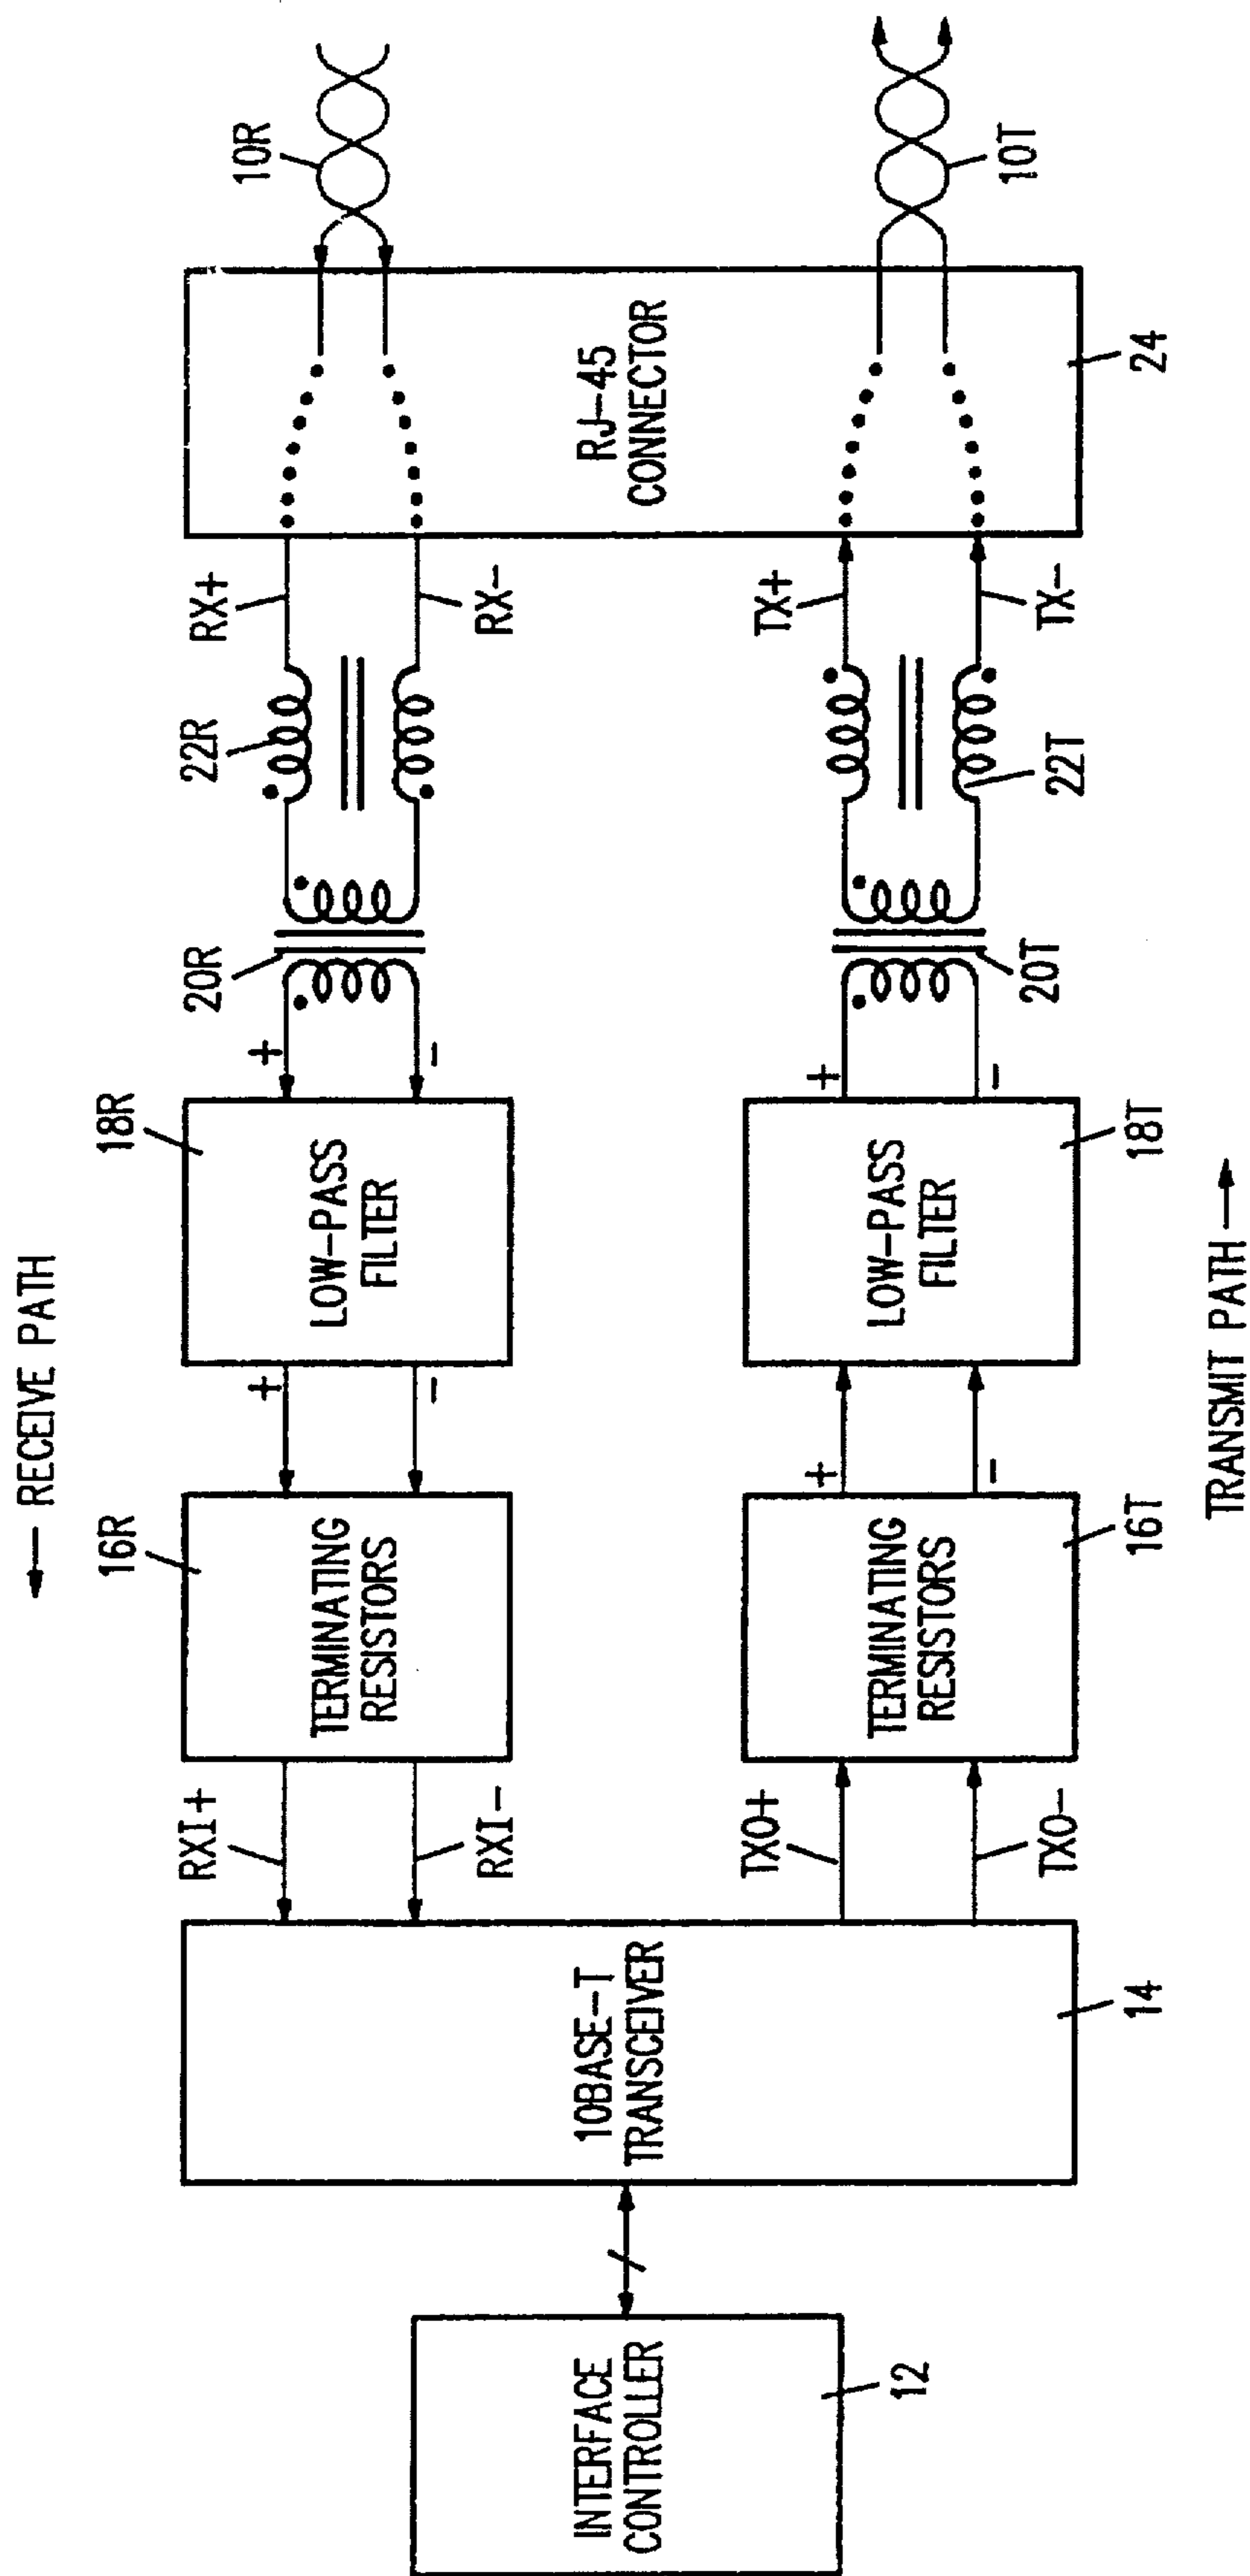 ← RECEIVE PATH
RXI+
16R
+
18R
+
20R
22R
RX+
10R
INTERFACE
CONTROLLER
12
10BASE-T
TRANSCEIVER
14
TERMINATING
RESISTORS
LOW-PASS
FILTER
RXI-
-
-
RX-
RJ-45
CONNECTOR
24
TXO+
+
+
TX+
TERMINATING
RESISTORS
LOW-PASS
FILTER
TXO-
-
16T
-
18T
20T
22T
TX-
10T
TRANSMIT PATH →